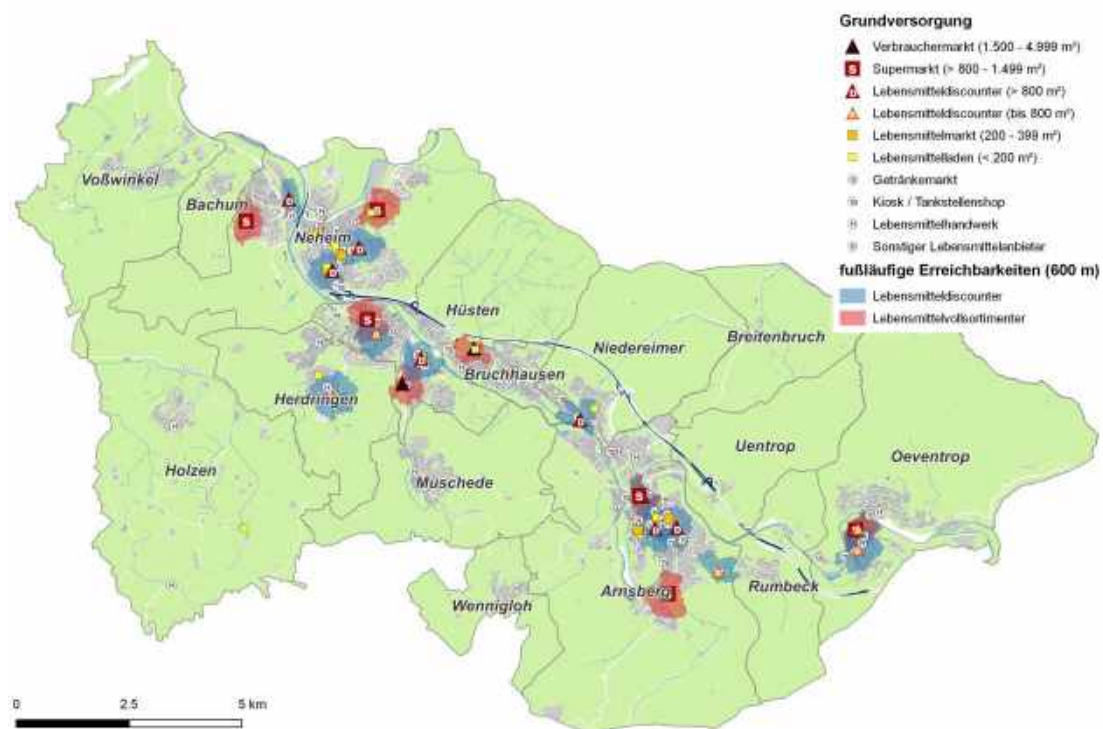 Grundversorgung
Verbrauchermarkt (1.500 - 4.999 m²)
S Supermarkt (> 800 - 1.499 m²)
D Lebensmitteldiscounter (> 800 m²)
Lebensmitteldiscounter (bis 800 m²)
Lebensmittelmarkt (200 - 399 m²)
Lebensmittelladen (< 200 m²)
Getränkemarkt
Kiosk / Tankstellenshop
Lebensmittelhandwerk
Sonstiger Lebensmittelanbieter
fußläufige Erreichbarkeiten (600 m)
Lebensmitteldiscounter
Lebensmittelvollsortimenter
Voßwinkel
Bachum
Neheim
Hüsten
Breitenbruch
Niedereimer
Bruchhausen
Herdringen
Uentrop
Oeventrop
Holzen
Müschede
Arnsberg
Rumbeck
Wennigloh
0 2.5 5 km